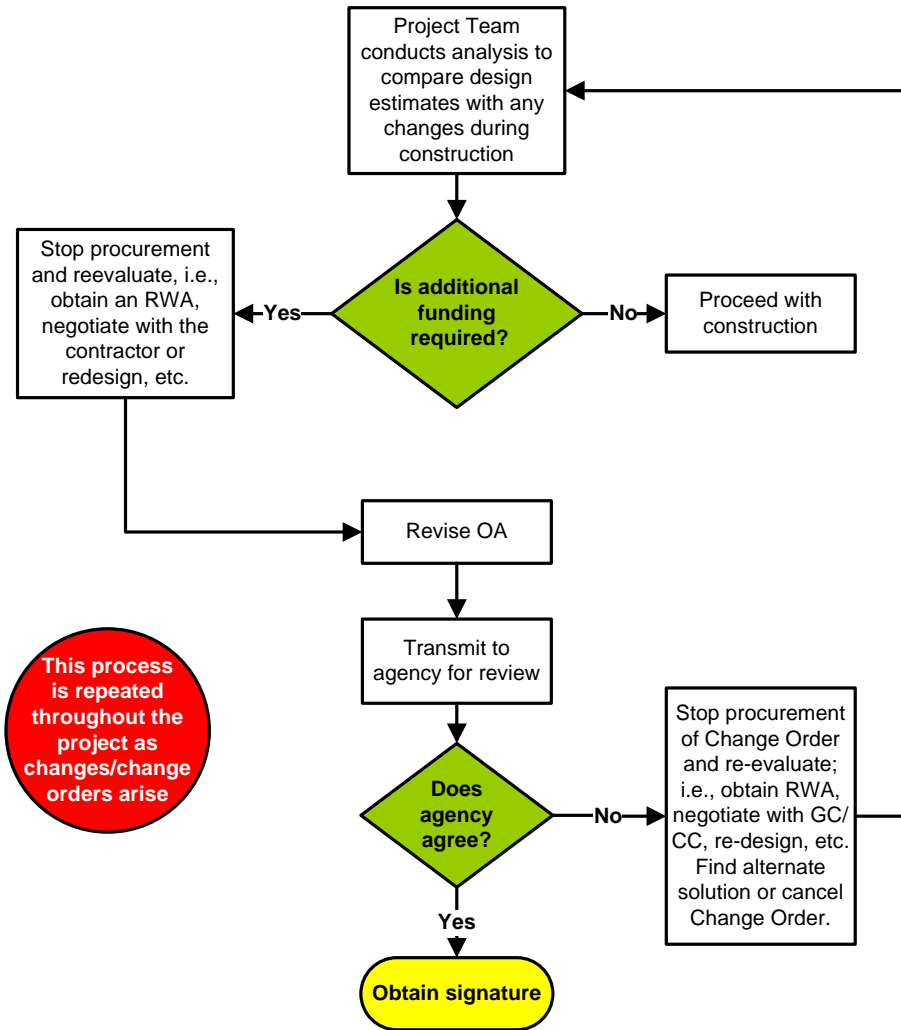 Project Team
conducts analysis to
compare design
estimates with any
changes during
construction
Is additional
funding
required?
Yes
No
Stop procurement
and reevaluate, i.e.,
obtain an RWA,
negotiate with the
contractor or
redesign, etc.
Proceed with
construction
Revise OA
Transmit to
agency for review
This process
is repeated
throughout the
project as
changes/change
orders arise
Does
agency
agree?
No
Stop procurement
of Change Order
and re-evaluate;
i.e., obtain RWA,
negotiate with GC/
CC, re-design, etc.
Find alternate
solution or cancel
Change Order.
Yes
Obtain signature